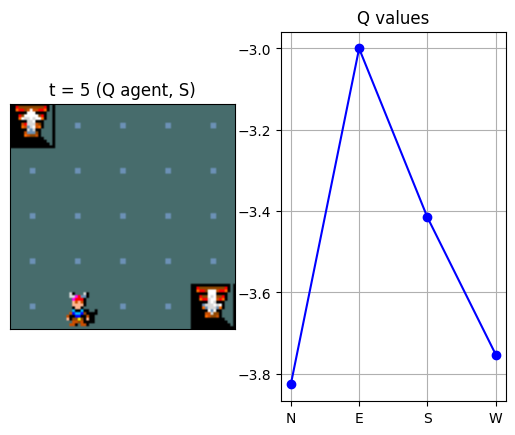 t = 5 (Q agent, S)
Q values
−3.0
−3.2
−3.4
−3.6
−3.8
N E S W